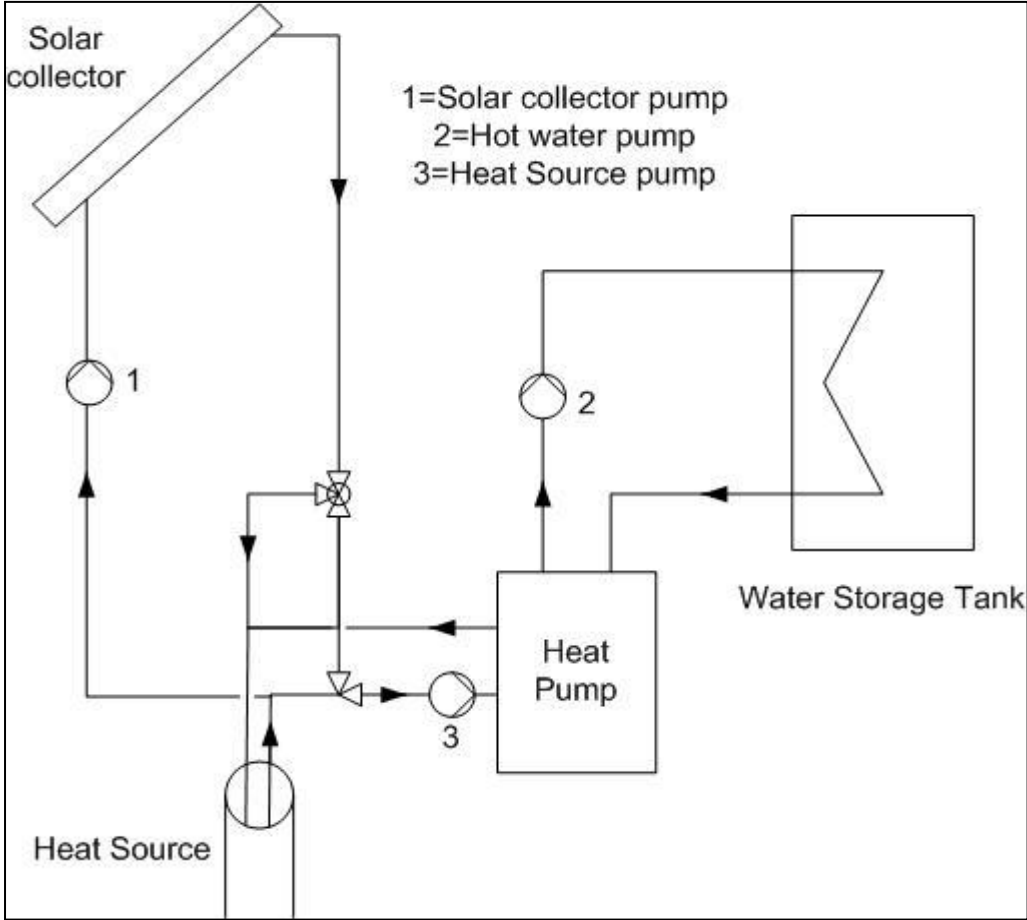 Solar
collector
1=Solar collector pump
2=Hot water pump
3=Heat Source pump
1
2
Water Storage Tank
Heat
Pump
3
Heat Source